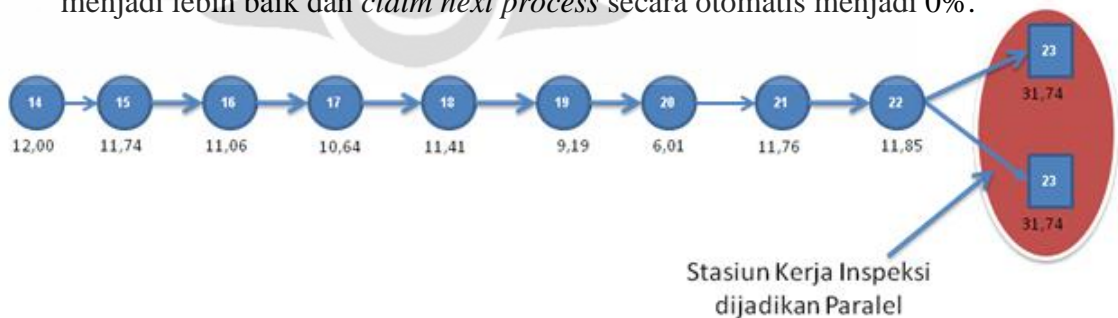 menjadi lebih baik dan claim next process secara otomatis menjadi 0%.
23
31,74
14 15 16 17 18 19 20 21 22
12,00 11,74 11,06 10,64 11,41 9,19 6,01 11,76 11,85
23
31,74
Stasiun Kerja Inspeksi
dijadikan Paralel